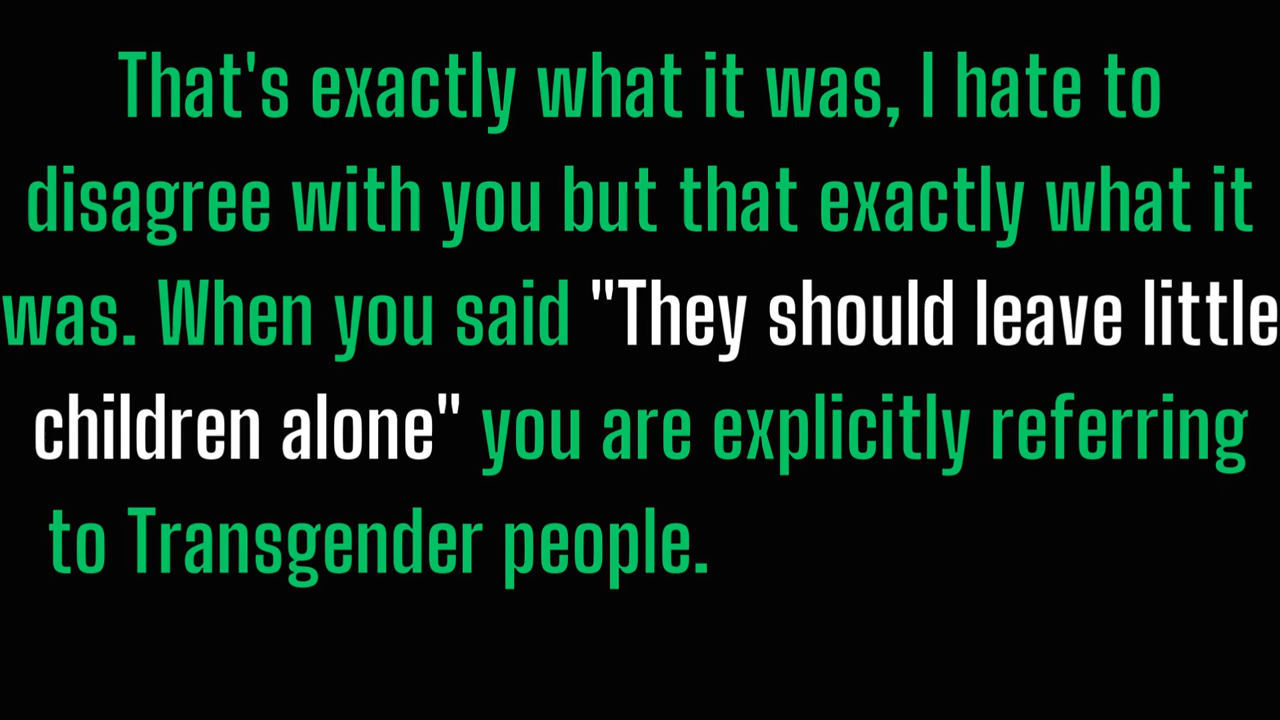 That's exactly what it was, I hate to
disagree with you but that exactly what it
was. When you said "They should leave little
children alone" you are explicitly referring
to Transgender people.